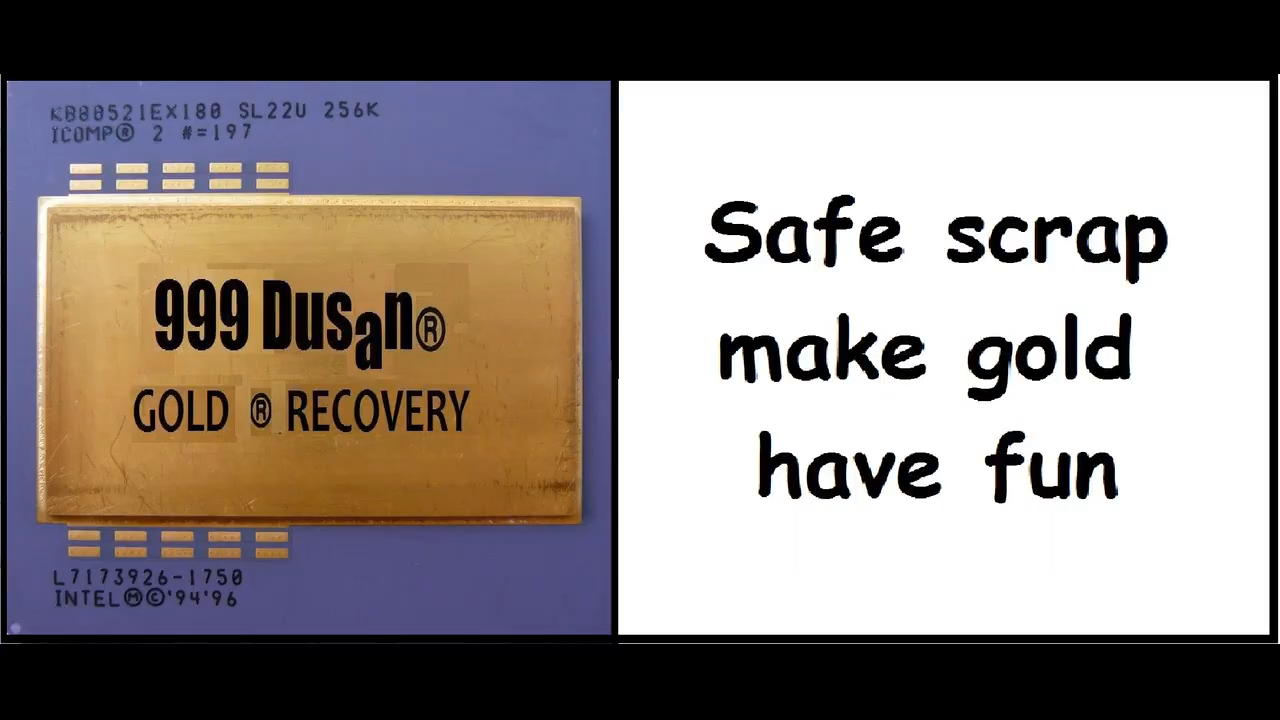 KB80521EX180 SL22U 256K
ICOMP® 2 #=197
999 Dusan®
GOLD ® RECOVERY
L7173926-1750
INTELⓂ©'94'96
Safe scrap
make gold
have fun